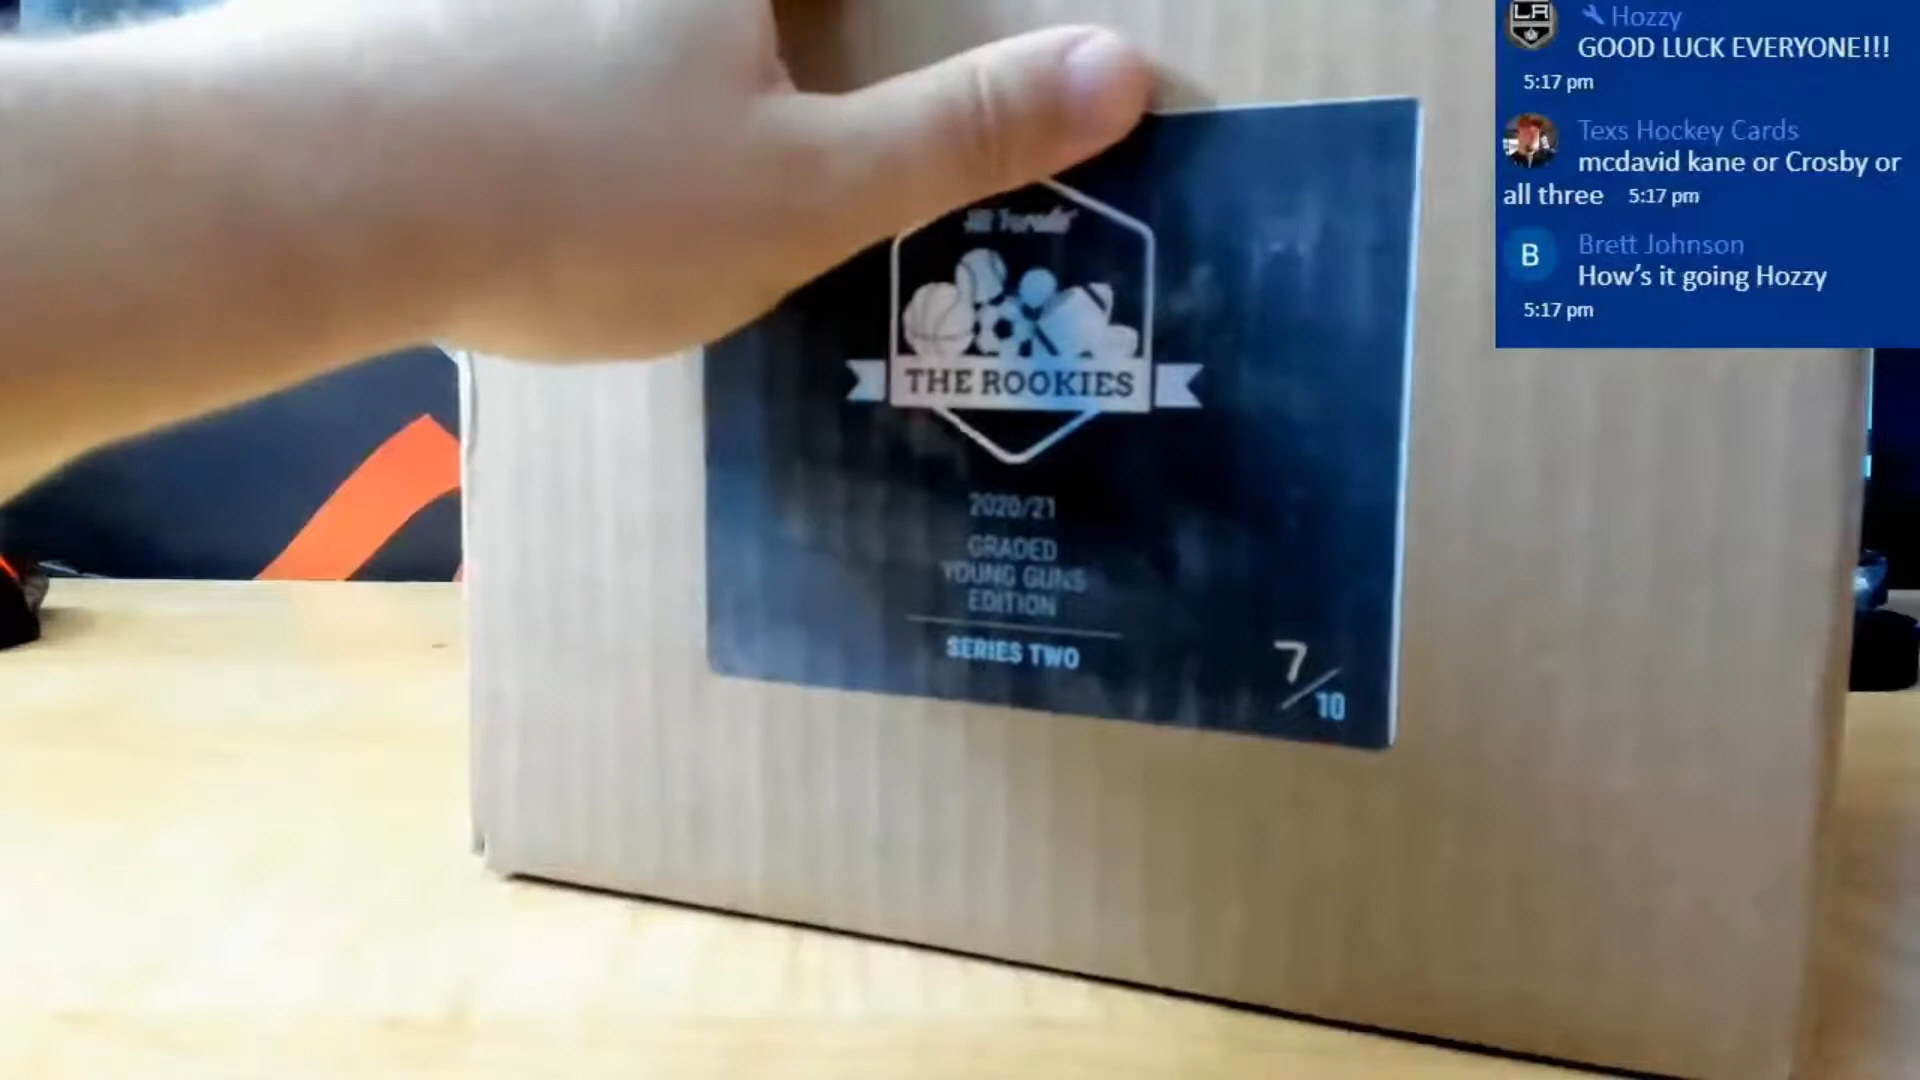 LA
Hozzy
GOOD LUCK EVERYONE!!!
5:17 pm
Texs Hockey Cards
mcdavid kane or Crosby or
all three 5:17 pm
B
Brett Johnson
How’s it going Hozzy
5:17 pm
THE ROOKIES
2020/21
GRADED
YOUNG GUNS
EDITION
SERIES TWO
7/10